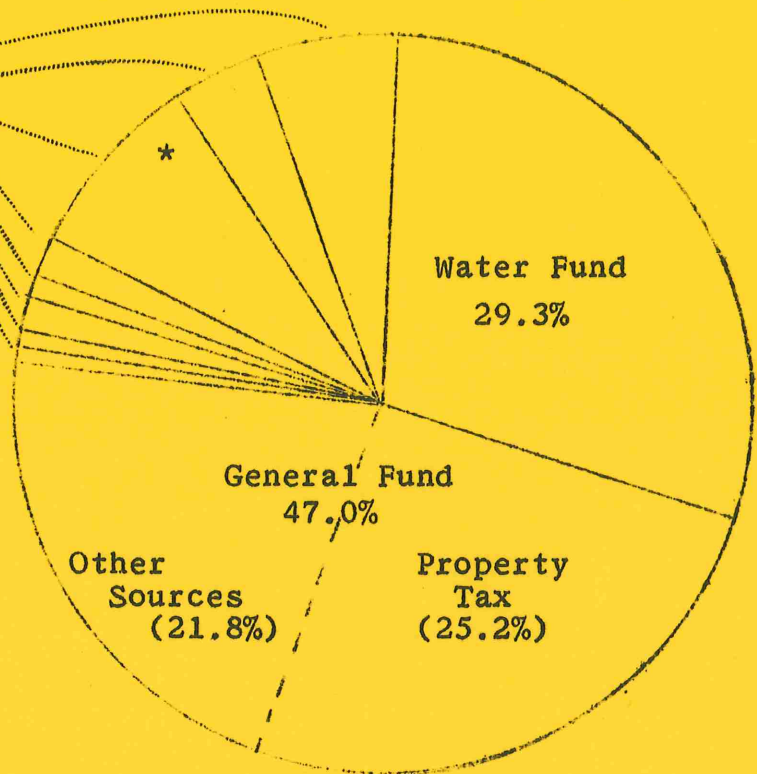 *
Water Fund
29.3%
General Fund
47.0%
Other
Sources
(21.8%)
Property
Tax
(25.2%)